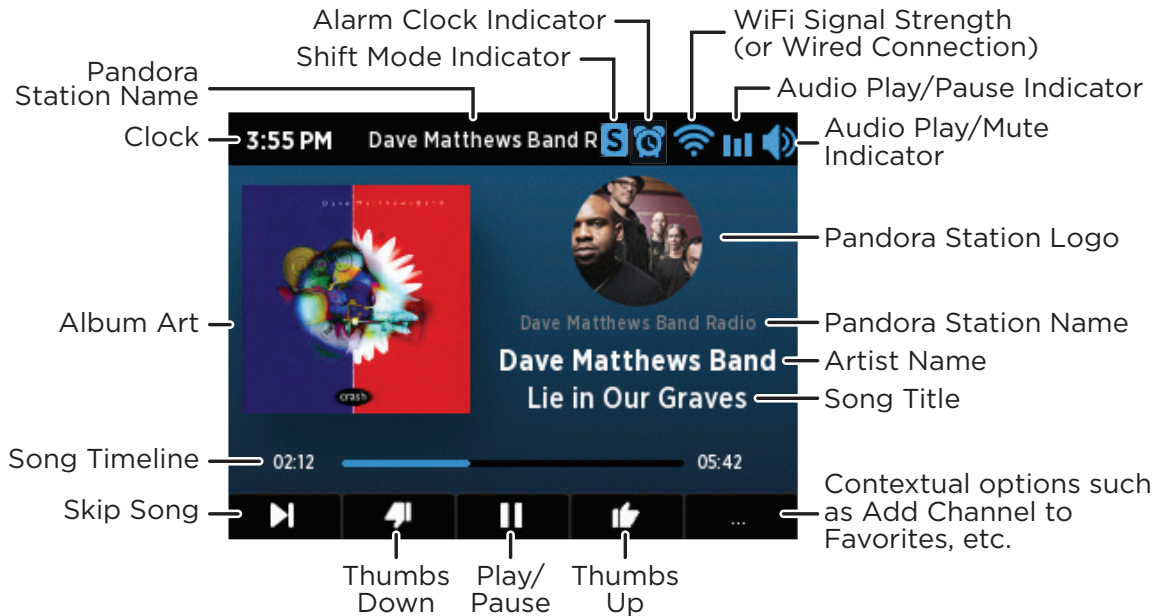 Alarm Clock Indicator
WiFi Signal Strength
(or Wired Connection)
Shift Mode Indicator
Pandora
Station Name
Audio Play/Pause Indicator
Clock
3:55 PM
Dave Matthews Band R
S
Audio Play/Mute
Indicator
Dave Matthews Band
Pandora Station Logo
Album Art
Dave Matthews Band Radio
Pandora Station Name
Dave Matthews Band
Artist Name
crash
Lie in Our Graves
Song Title
Song Timeline
02:12
05:42
Skip Song
...
Contextual options such
as Add Channel to
Favorites, etc.
Thumbs
Down
Play/
Pause
Thumbs
Up